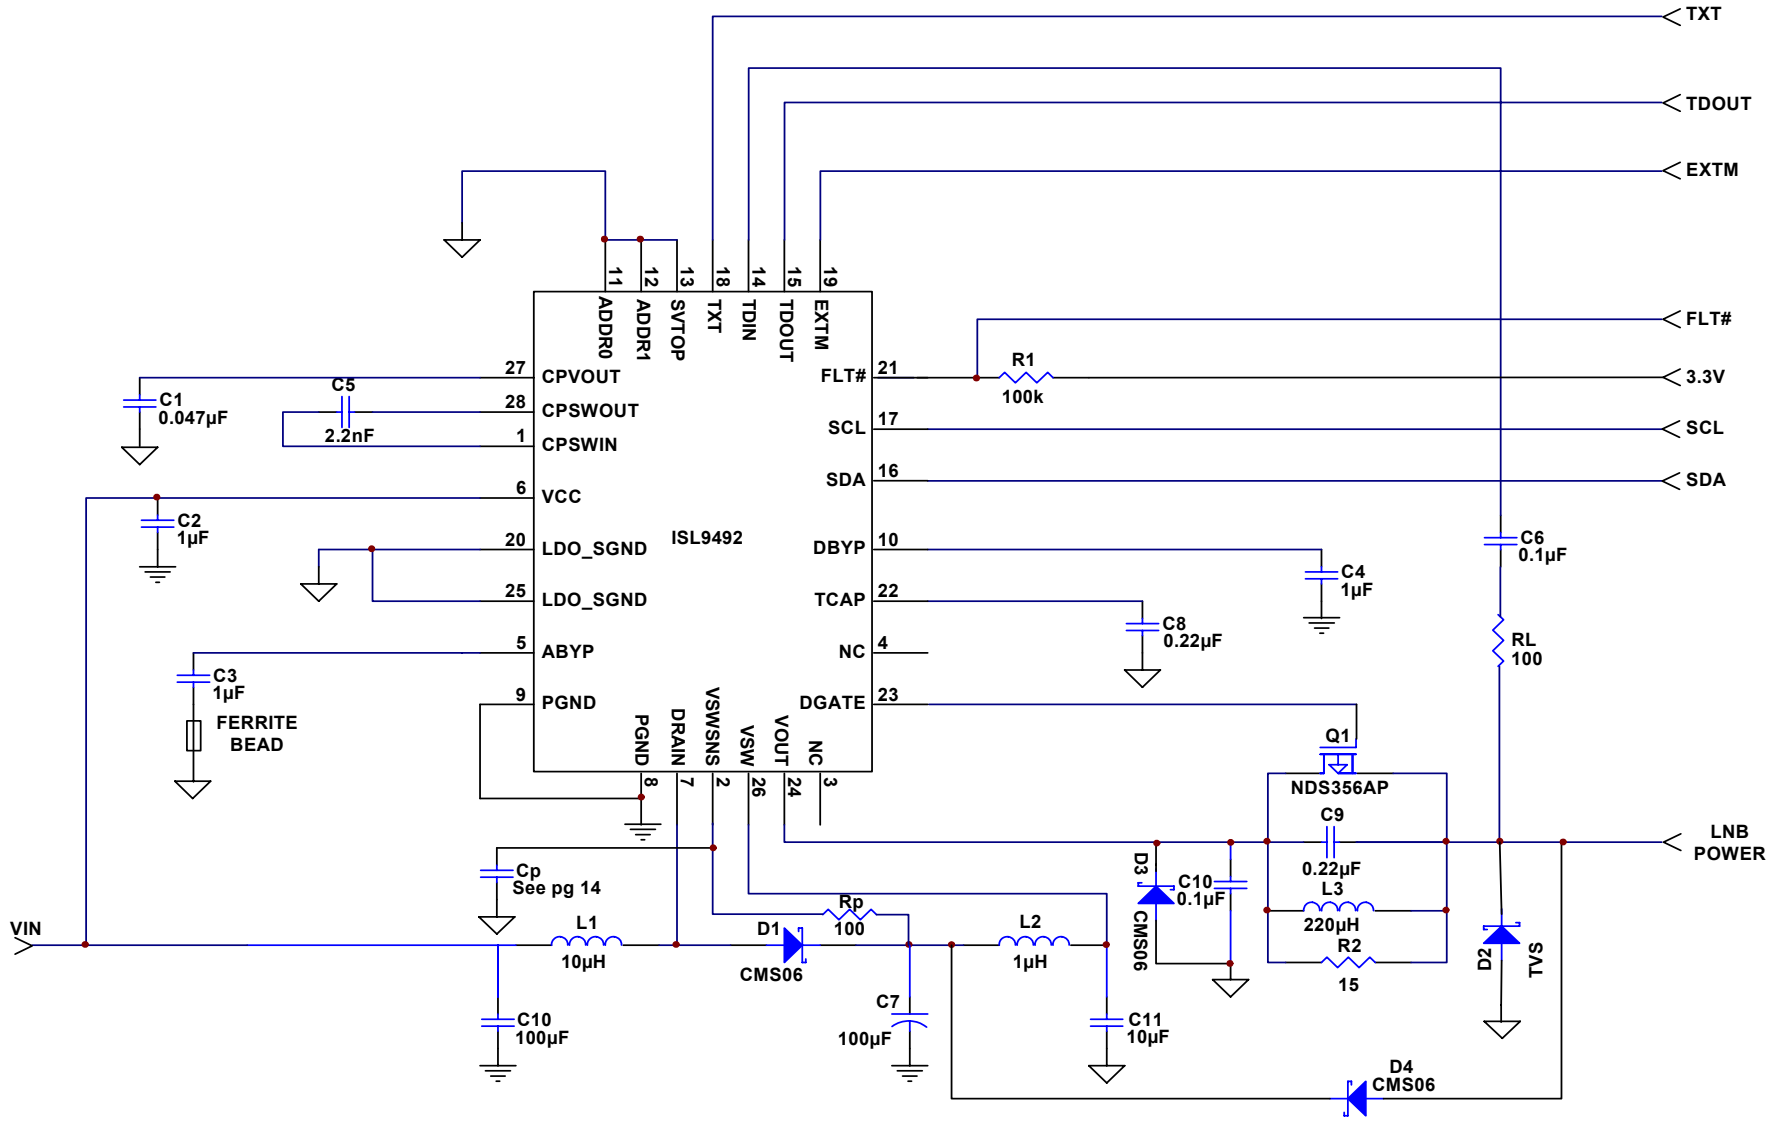 TXT
TDOUT
EXTM
11
12
13
18
14
15
19
ADDR0
ADDR1
SVTOP
TXT
TDIN
TDOUT
EXTM
FLT#
R1
100k
3.3V
SCL
SDA
27 CPVOUT
C5
28 CPSWOUT
2.2nF
1 CPSWIN
C1
0.047µF
6 VCC
C2
1µF
20 LDO_SGND
25 LDO_SGND
5 ABYP
C3
1µF
9 PGND
FERRITE
BEAD
ISL9492
FLT# 21
SCL 17
SDA 16
DBYP 10
TCAP 22
NC 4
DGATE 23
C4
1µF
C8
0.22µF
C6
0.1µF
RL
100
PGND
DRAIN
VSWSNS
VSW
VOUT
NC
8
7
2
26
24
3
Q1
NDS356AP
C9
0.22µF
L3
220µH
R2
15
LNB
POWER
D3
CMS06
C10
0.1µF
D2
TVS
Cp
See pg 14
Rp
100
VIN
L1
10µH
D1
CMS06
L2
1µH
C10
100µF
C7
100µF
C11
10µF
D4
CMS06